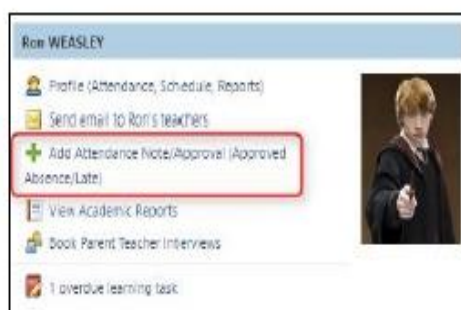 Ron WEASLEY
Profile (Attendance, Schedule, Reports)
Send email to Ron's teachers
Add Attendance Note/Approval (Approved
Absence/Late)
View Academic Reports
Book Parent Teacher Interviews
1 overdue learning task